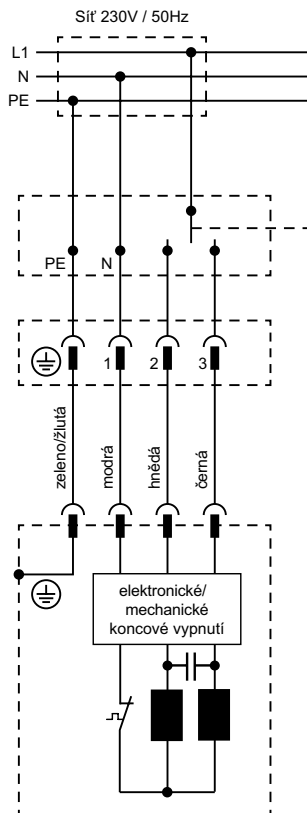 Síť 230V / 50Hz
L1
N
PE
PE
N
1
2
3
zeleno/žlutá
modrá
hnědá
černá
elektronické/
mechanické
koncové vypnutí